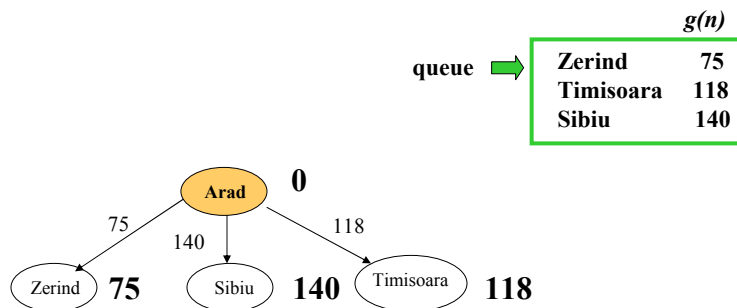 g(n)
queue
Zerind 75
Timisoara 118
Sibiu 140
Arad 0
75
140
118
Zerind 75
Sibiu 140
Timisoara 118